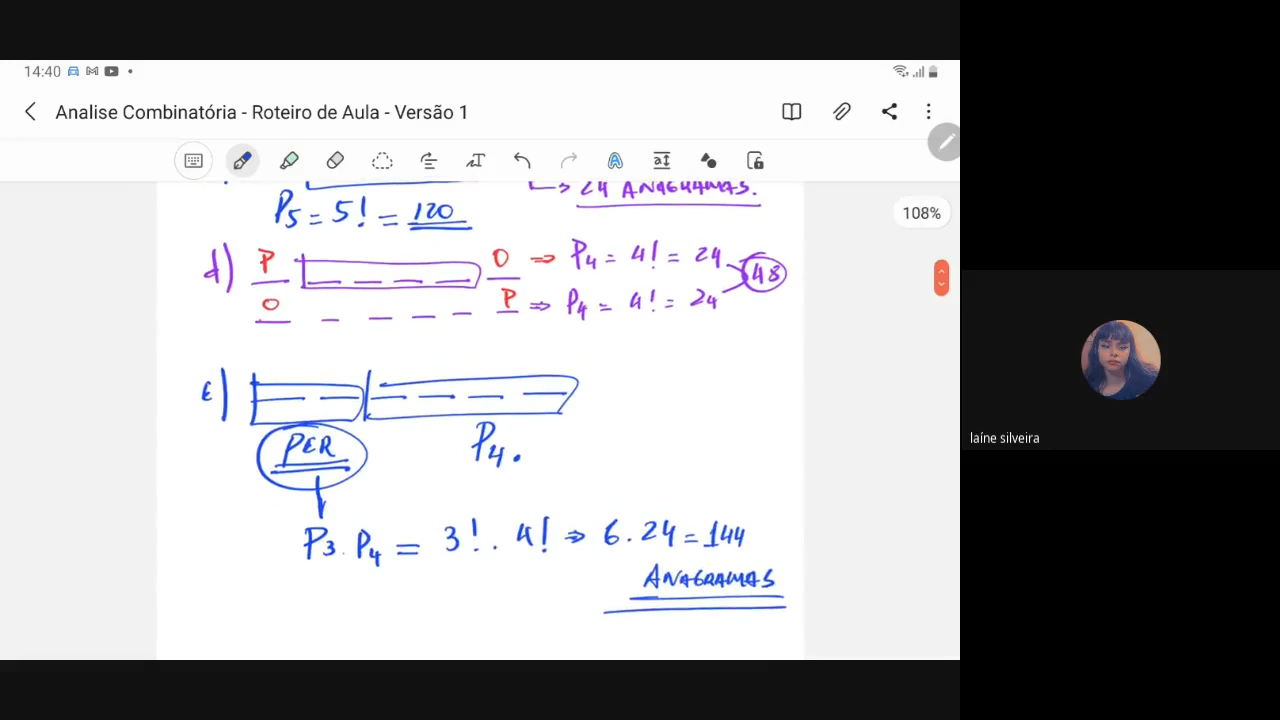 14:40
Analise Combinatória - Roteiro de Aula - Versão 1
108%
→ 24 ANAGRAMAS.
P5 = 5! = 120
d) P O ⇒ P4 = 4! = 24
48
O P ⇒ P4 = 4! = 24
E)
PER P4.
P3 . P4 = 3! . 4! ⇒ 6.24 = 144
ANAGRAMAS
laíne silveira